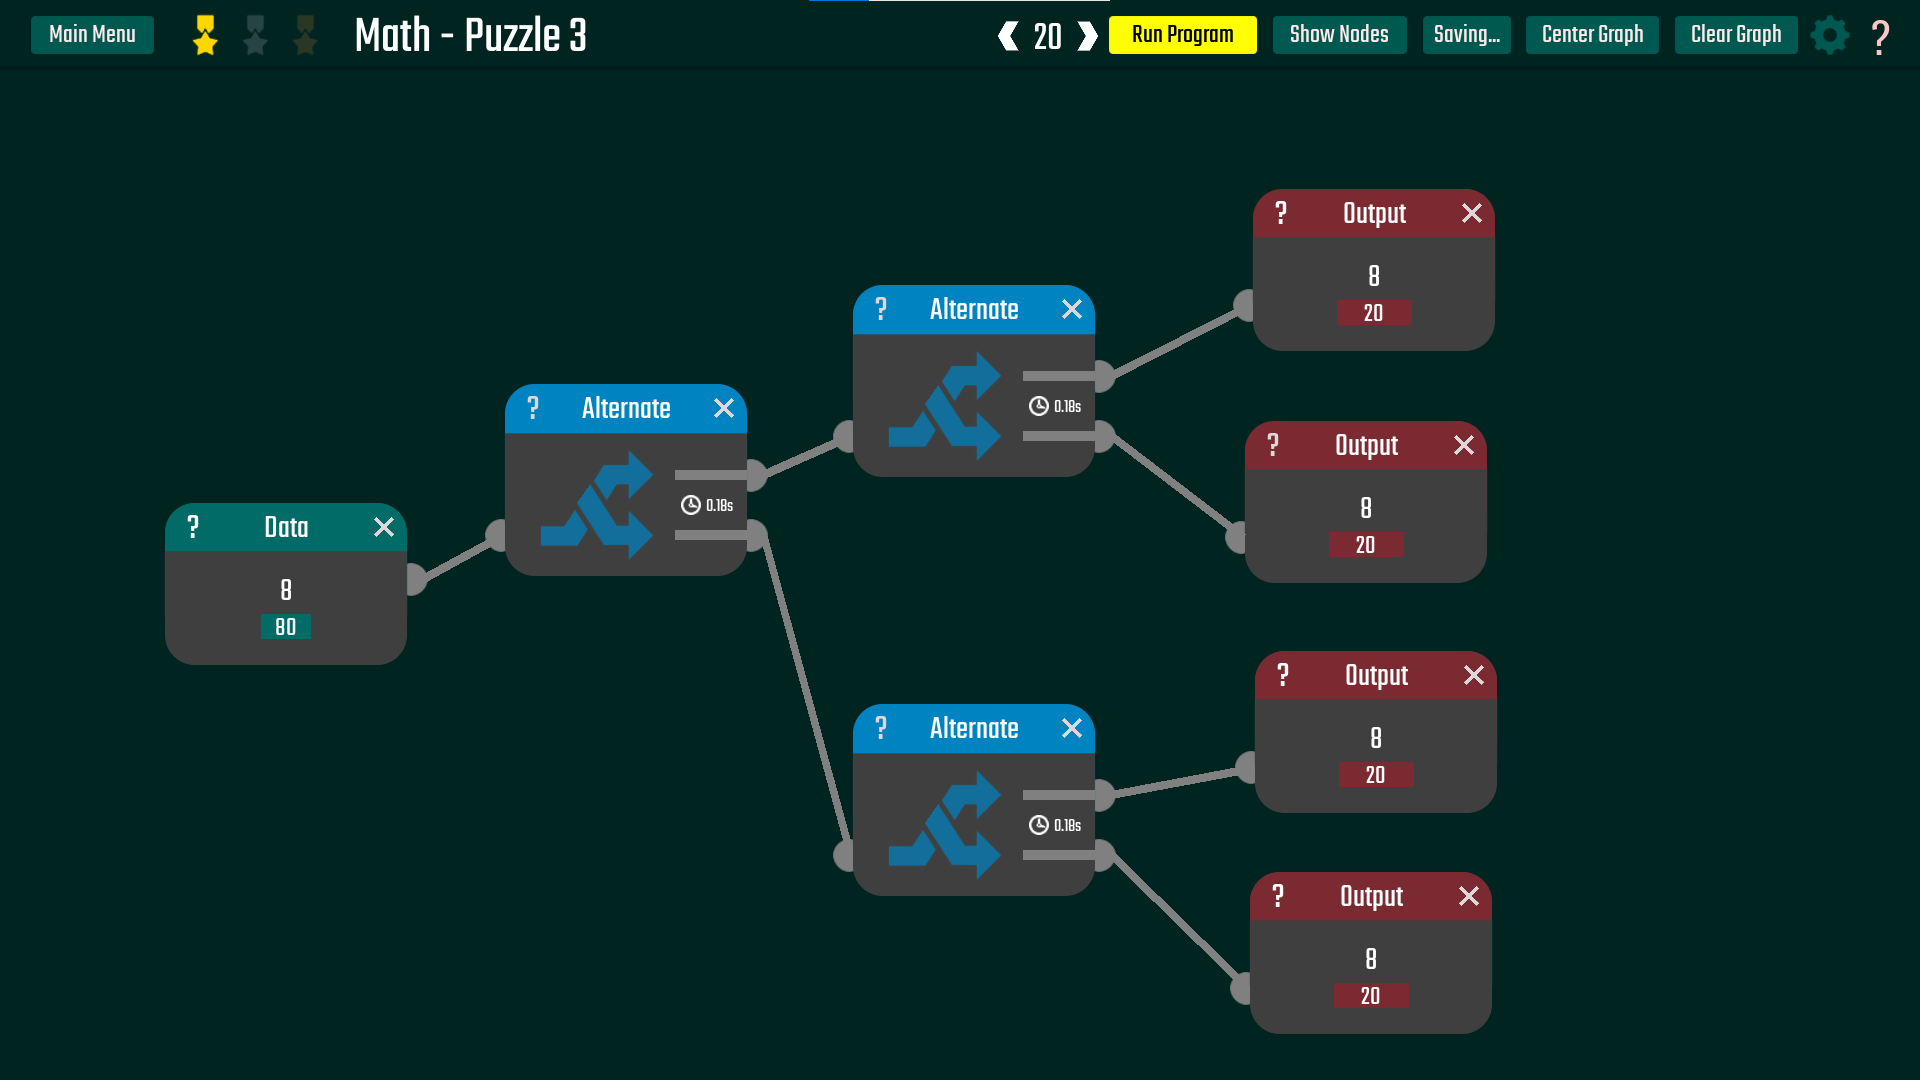 Main Menu
Math - Puzzle 3
20
Run Program
Show Nodes
Saving...
Center Graph
Clear Graph
?
? Output
8
20
? Alternate
0.18s
? Alternate
0.18s
? Output
8
20
? Data
8
80
? Output
8
20
? Alternate
0.18s
? Output
8
20